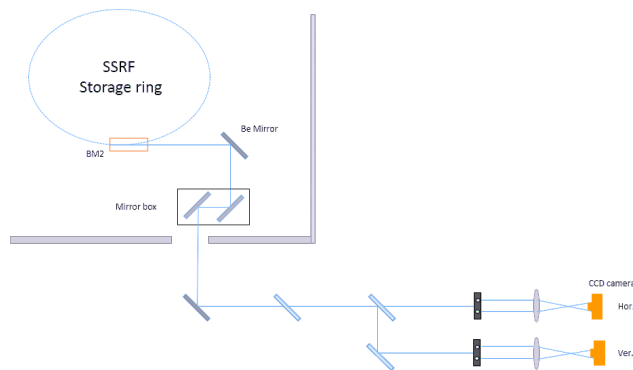 SSRF
Storage ring
Be Mirror
BM2
Mirror box
CCD camera
Hor.
Ver.